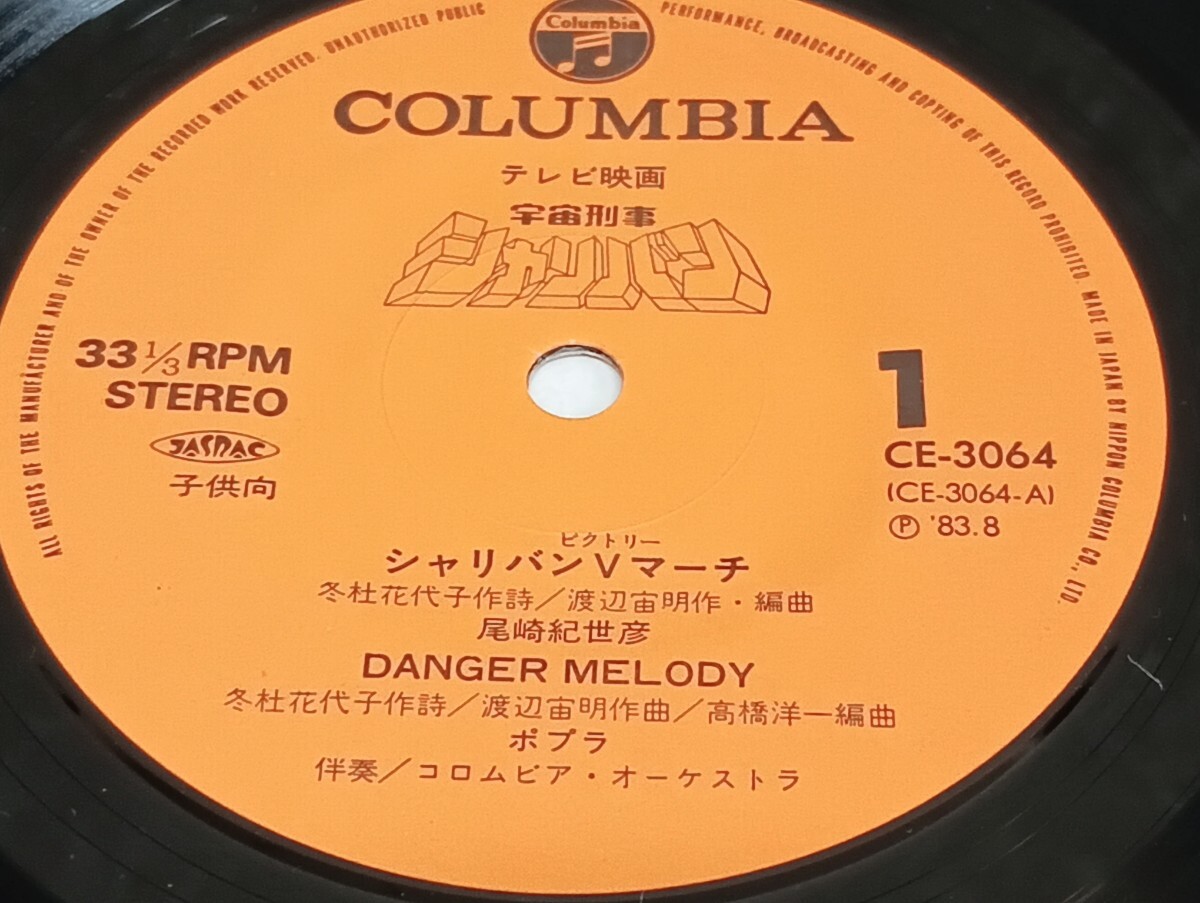 Columbia
COLUMBIA
テレビ映画
宇宙刑事
シャリバン
33 1/3 RPM
STEREO
JASRAC
子供向
1
CE-3064
(CE-3064-A)
Ⓟ '83.8
ビクトリー
シャリバンVマーチ
冬杜花代子作詩/渡辺宙明作・編曲
尾崎紀世彦
DANGER MELODY
冬杜花代子作詩/渡辺宙明作曲/高橋洋一編曲
ポプラ
伴奏/コロムビア・オーケストラ
ALL RIGHTS OF THE MANUFACTURER AND OF THE OWNER OF THE RECORDED WORK RESERVED. UNAUTHORIZED PUBLIC PERFORMANCE, BROADCASTING AND COPYING OF THIS RECORD PROHIBITED. MADE IN JAPAN BY NIPPON COLUMBIA CO., LTD.